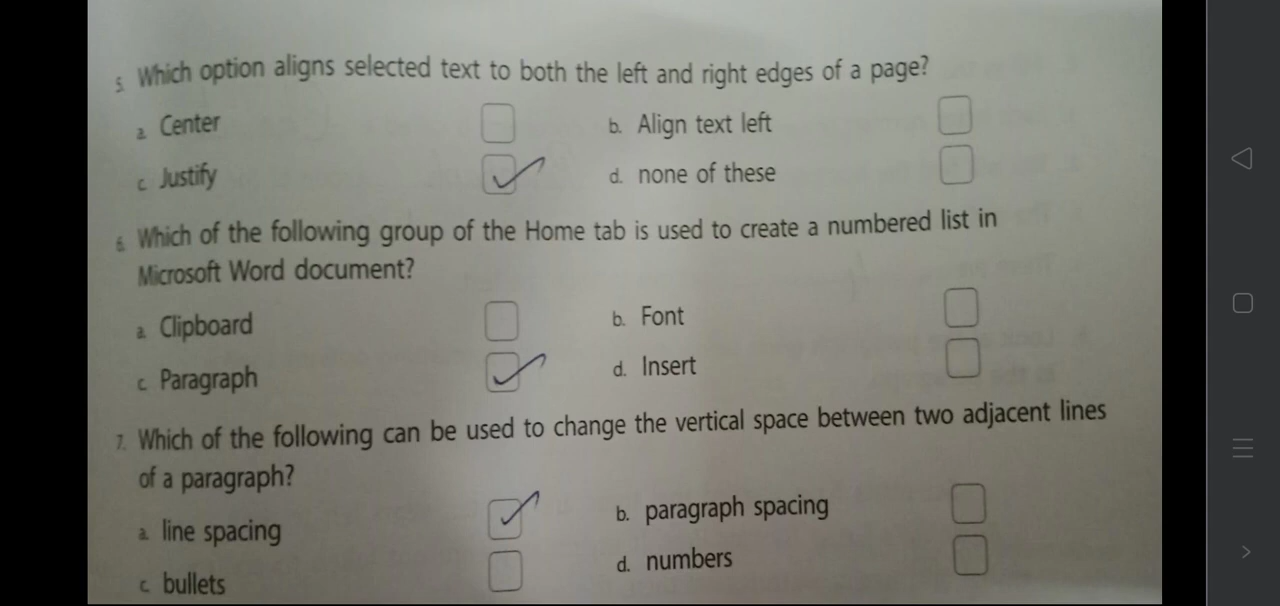 5. Which option aligns selected text to both the left and right edges of a page?
a. Center b. Align text left
c. Justify d. none of these
6. Which of the following group of the Home tab is used to create a numbered list in
Microsoft Word document?
a. Clipboard b. Font
c. Paragraph d. Insert
7. Which of the following can be used to change the vertical space between two adjacent lines
of a paragraph?
a. line spacing b. paragraph spacing
c. bullets d. numbers